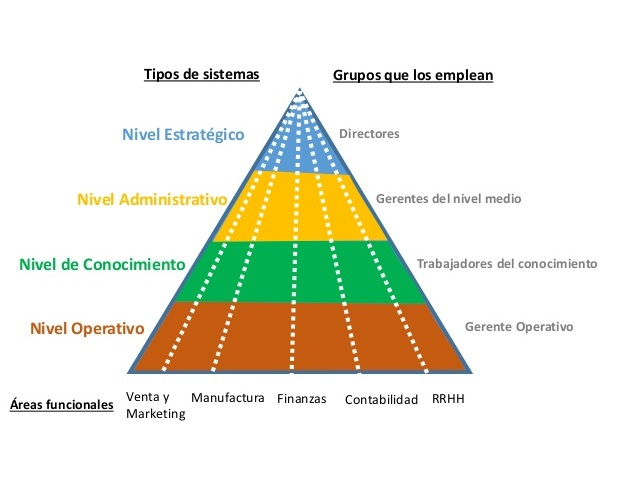 Tipos de sistemas
Grupos que los emplean
Nivel Estratégico
Directores
Nivel Administrativo
Gerentes del nivel medio
Nivel de Conocimiento
Trabajadores del conocimiento
Nivel Operativo
Gerente Operativo
Áreas funcionales
Venta y
Marketing
Manufactura
Finanzas
Contabilidad
RRHH